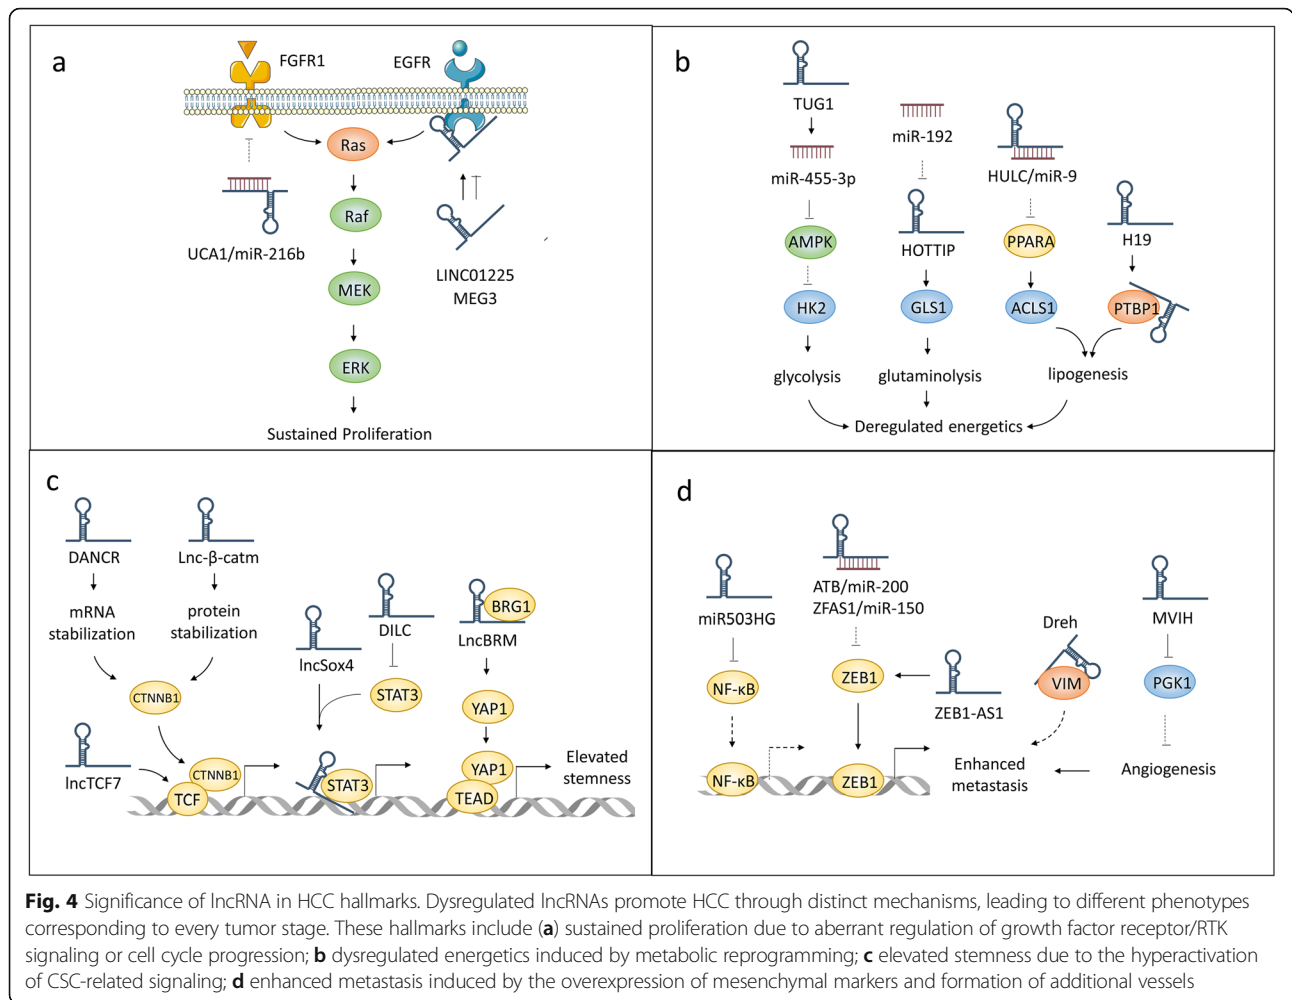 a
FGFR1
EGFR
Ras
Raf
MEK
ERK
UCA1/miR-216b
LINC01225
MEG3
Sustained Proliferation
b
TUG1
miR-192
miR-455-3p
HULC/miR-9
AMPK
HOTTIP
PPARA
H19
HK2
GLS1
ACLS1
PTBP1
glycolysis
glutaminolysis
lipogenesis
Deregulated energetics
c
DANCR
Lnc-β-catm
mRNA
stabilization
protein
stabilization
CTNNB1
lncTCF7
CTNNB1
TCF
lncSox4
DILC
STAT3
STAT3
BRG1
LncBRM
YAP1
YAP1
TEAD
Elevated
stemness
d
miR503HG
ATB/miR-200
ZFAS1/miR-150
NF-κB
ZEB1
ZEB1-AS1
Dreh
VIM
MVIH
PGK1
NF-κB
ZEB1
Enhanced
metastasis
Angiogenesis
Fig. 4 Significance of lncRNA in HCC hallmarks. Dysregulated lncRNAs promote HCC through distinct mechanisms, leading to different phenotypes
corresponding to every tumor stage. These hallmarks include (a) sustained proliferation due to aberrant regulation of growth factor receptor/RTK
signaling or cell cycle progression; b dysregulated energetics induced by metabolic reprogramming; c elevated stemness due to the hyperactivation
of CSC-related signaling; d enhanced metastasis induced by the overexpression of mesenchymal markers and formation of additional vessels